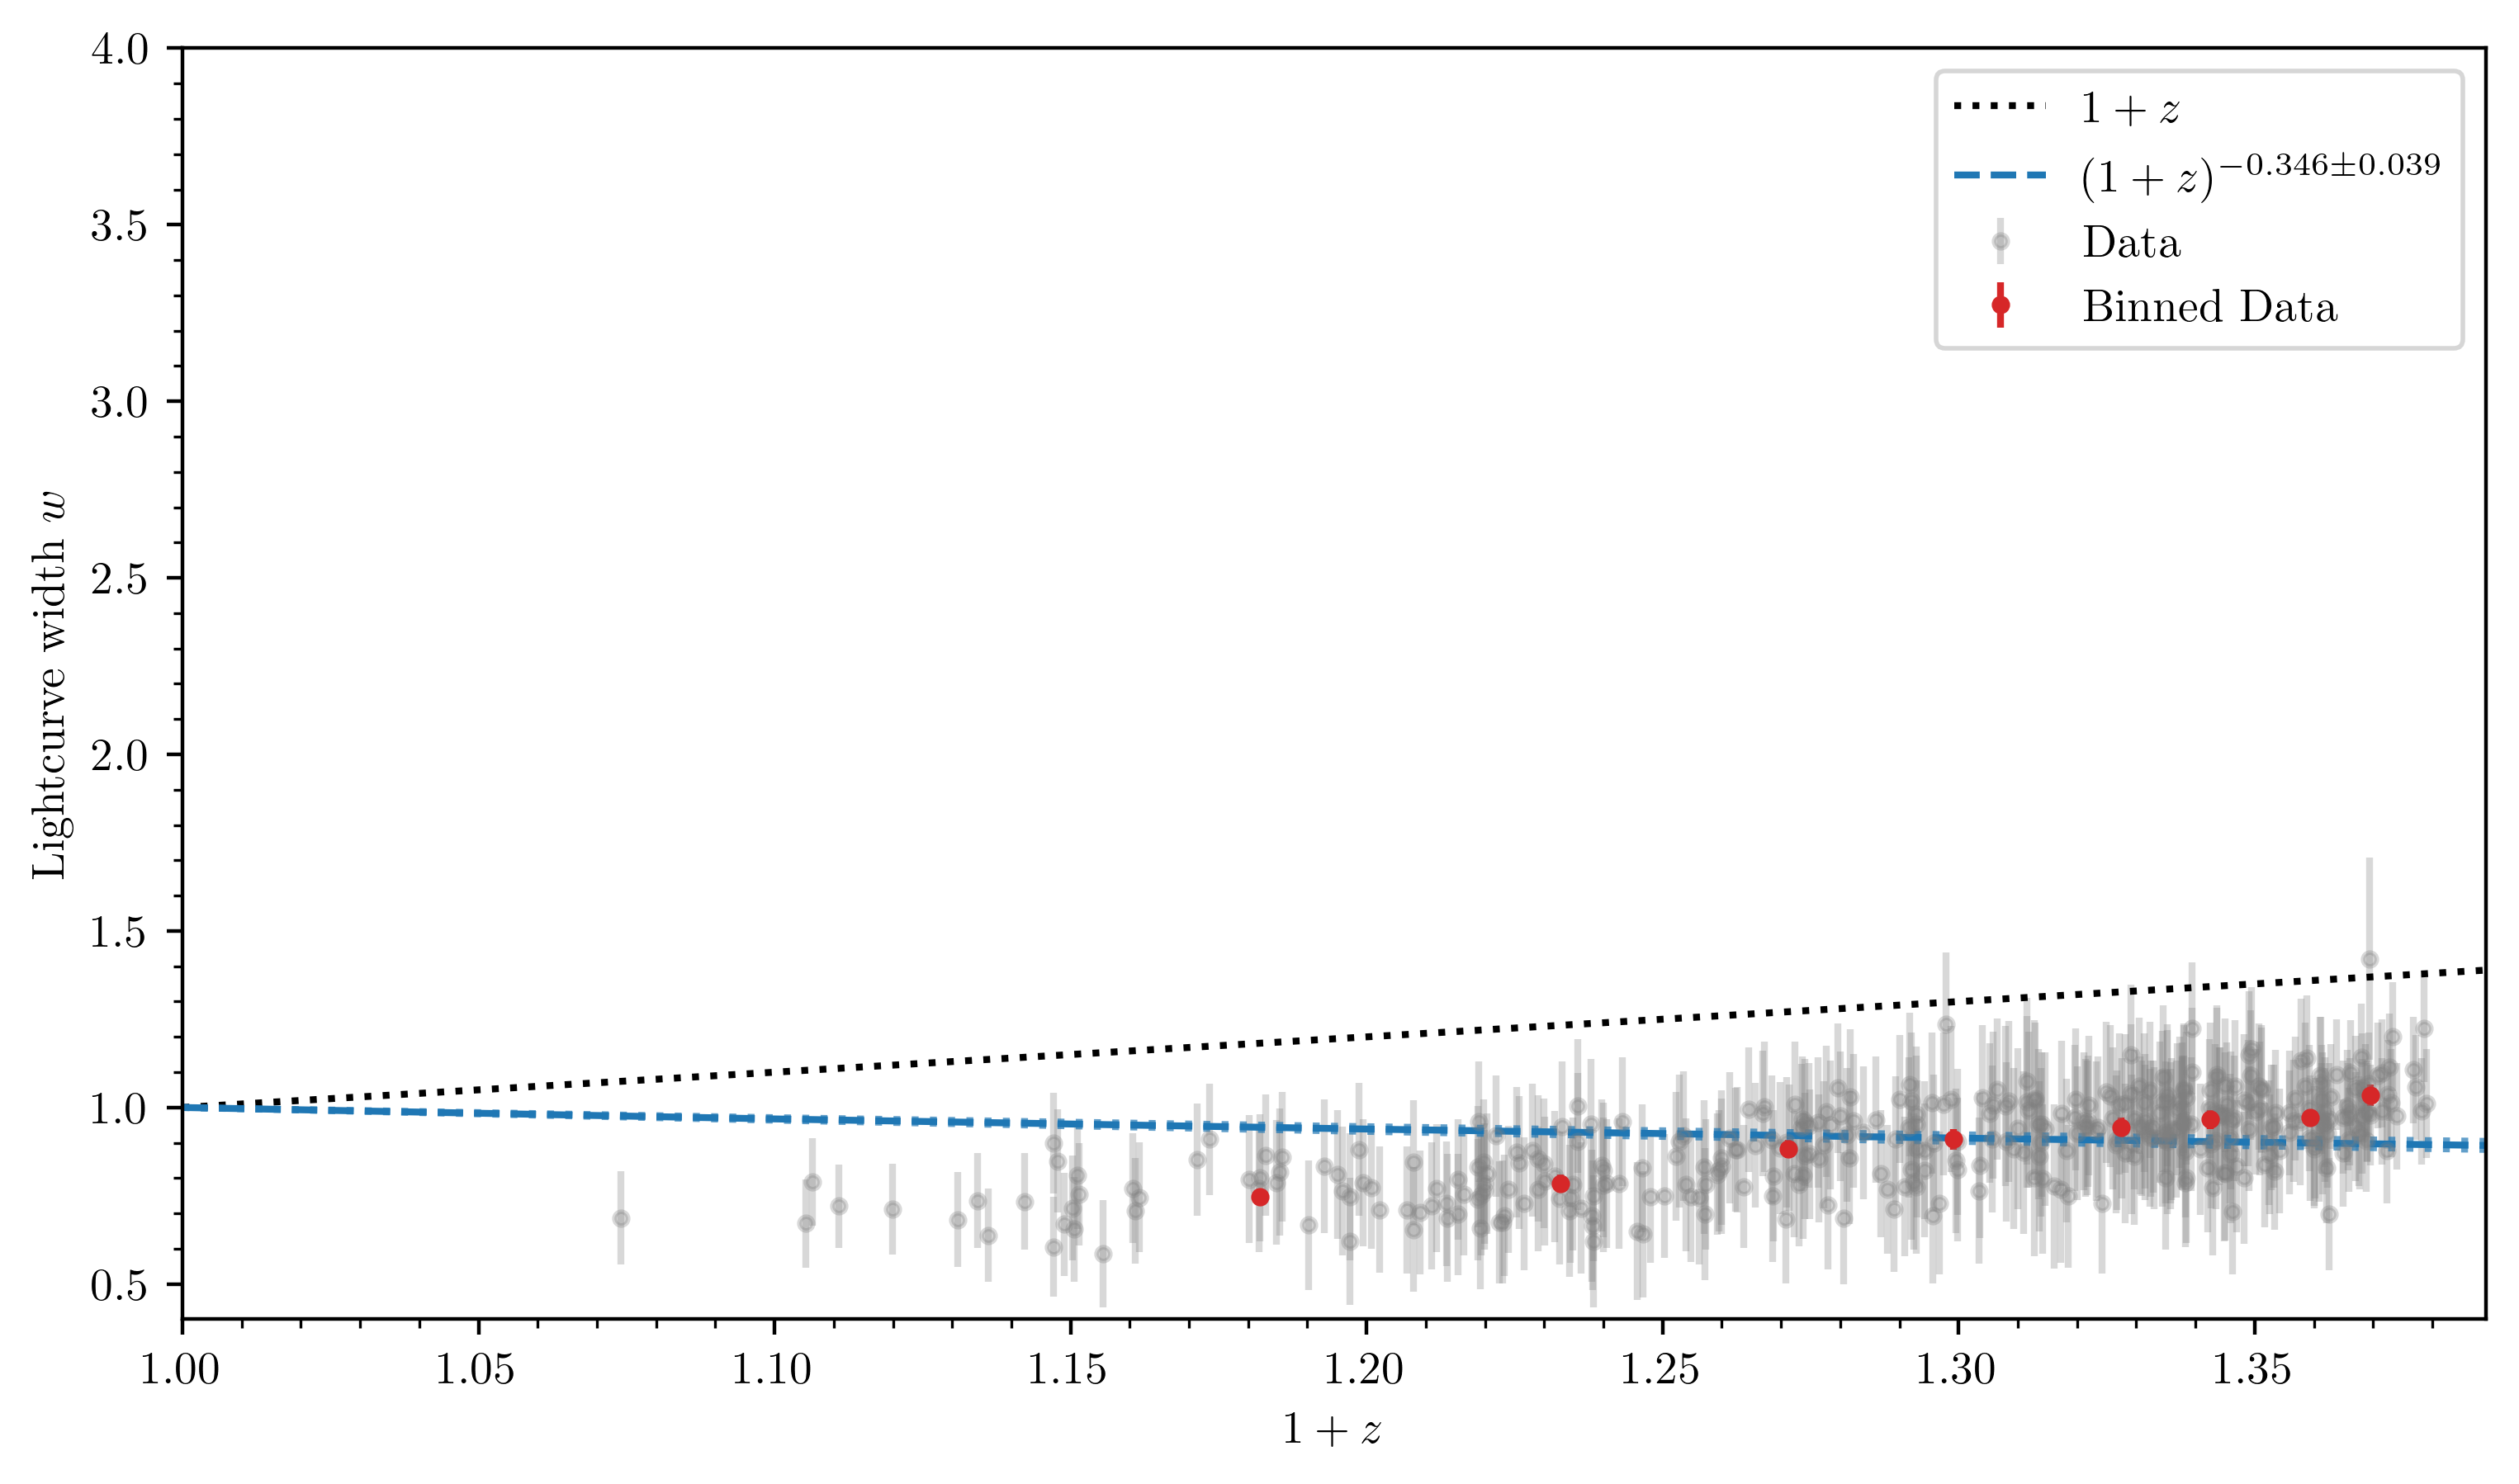 4.0
3.5
3.0
2.5
2.0
1.5
1.0
0.5
Lightcurve width w
1.00 1.05 1.10 1.15 1.20 1.25 1.30 1.35
1 + z
1 + z
(1 + z)^{−0.346±0.039}
Data
Binned Data